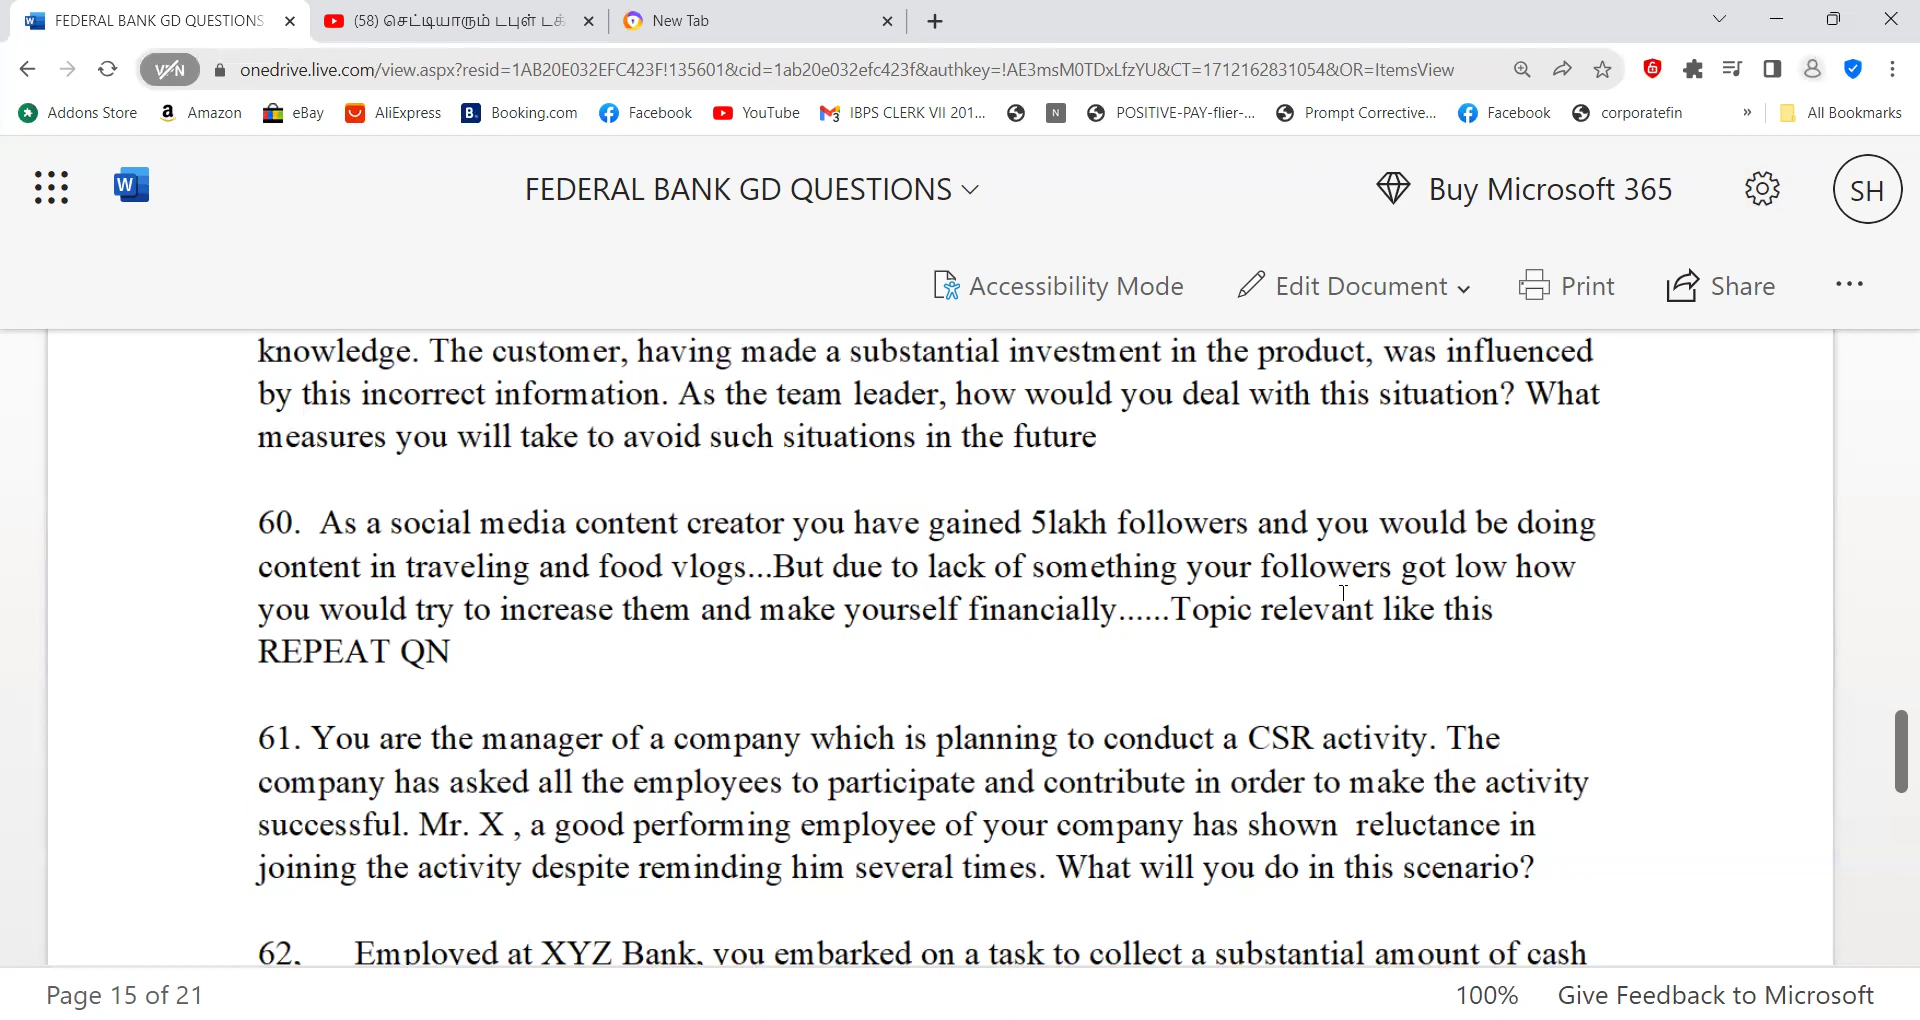 FEDERAL BANK GD QUESTIONS
(58) செட்டியாரும் டபுள் டக்
New Tab
VPN
onedrive.live.com/view.aspx?resid=1AB20E032EFC423F!135601&cid=1ab20e032efc423f&authkey=!AE3msM0TDxLfzYU&CT=1712162831054&OR=ItemsView
Addons Store Amazon eBay AliExpress Booking.com Facebook YouTube IBPS CLERK VII 201... N POSITIVE-PAY-flier-... Prompt Corrective... Facebook corporatefin » All Bookmarks
W FEDERAL BANK GD QUESTIONS Buy Microsoft 365 SH
Accessibility Mode Edit Document Print Share ...
knowledge. The customer, having made a substantial investment in the product, was influenced
by this incorrect information. As the team leader, how would you deal with this situation? What
measures you will take to avoid such situations in the future
60. As a social media content creator you have gained 5lakh followers and you would be doing
content in traveling and food vlogs...But due to lack of something your followers got low how
you would try to increase them and make yourself financially......Topic relevant like this
REPEAT QN
61. You are the manager of a company which is planning to conduct a CSR activity. The
company has asked all the employees to participate and contribute in order to make the activity
successful. Mr. X , a good performing employee of your company has shown reluctance in
joining the activity despite reminding him several times. What will you do in this scenario?
62, Employed at XYZ Bank, you embarked on a task to collect a substantial amount of cash
Page 15 of 21 100% Give Feedback to Microsoft